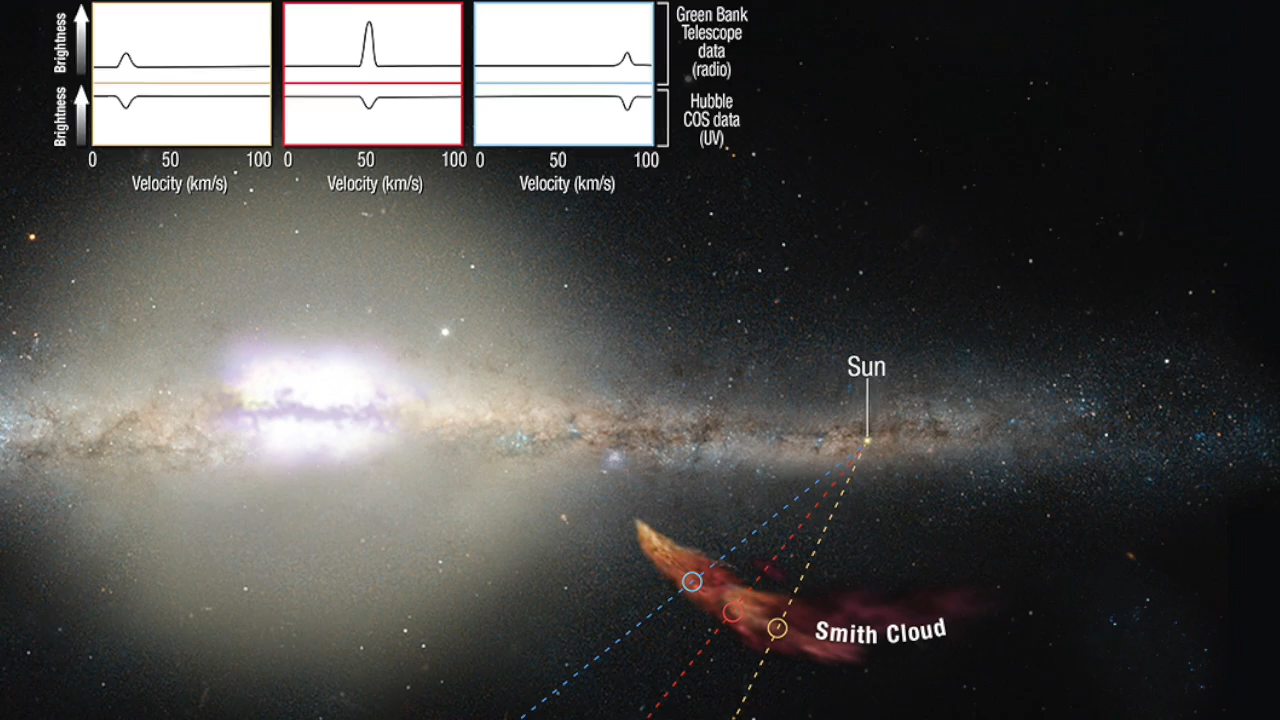 Brightness
Brightness
Green Bank
Telescope
data
(radio)
Hubble
COS data
(UV)
0 50 100 0 50 100 0 50 100
Velocity (km/s) Velocity (km/s) Velocity (km/s)
Sun
Smith Cloud